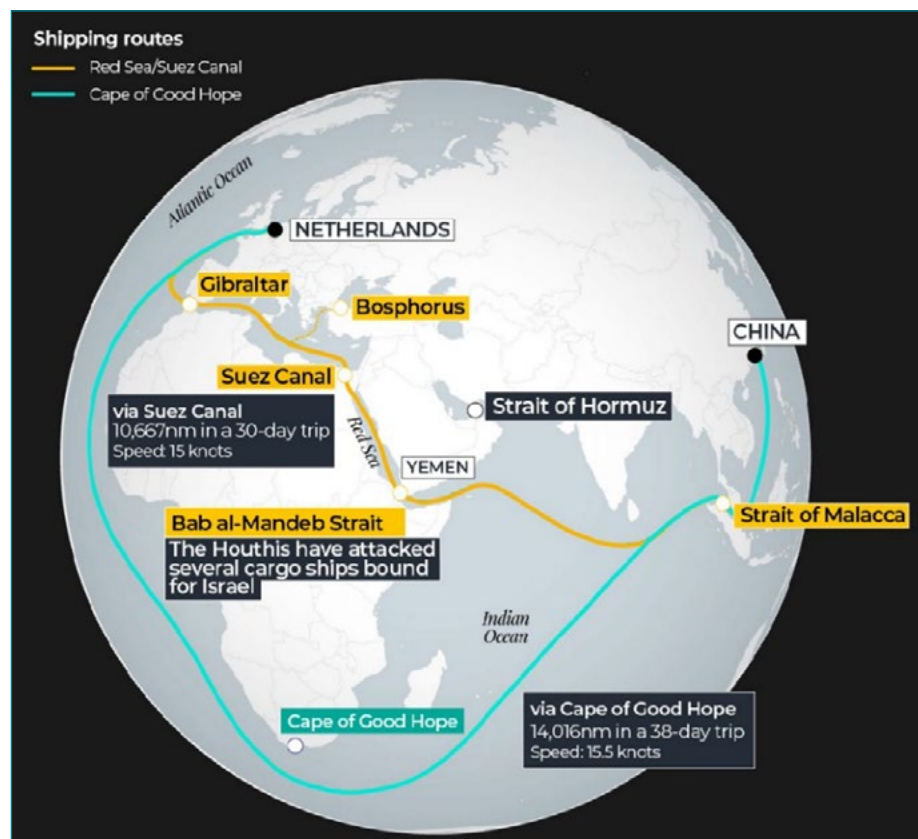 Shipping routes
Red Sea/Suez Canal
Cape of Good Hope
Atlantic Ocean
NETHERLANDS
Gibraltar
Bosphorus
CHINA
Suez Canal
Strait of Hormuz
via Suez Canal
10,667nm in a 30-day trip
Speed: 15 knots
Red Sea
YEMEN
Strait of Malacca
Bab al-Mandeb Strait
The Houthis have attacked
several cargo ships bound
for Israel
Indian
Ocean
via Cape of Good Hope
14,016nm in a 38-day trip
Speed: 15.5 knots
Cape of Good Hope